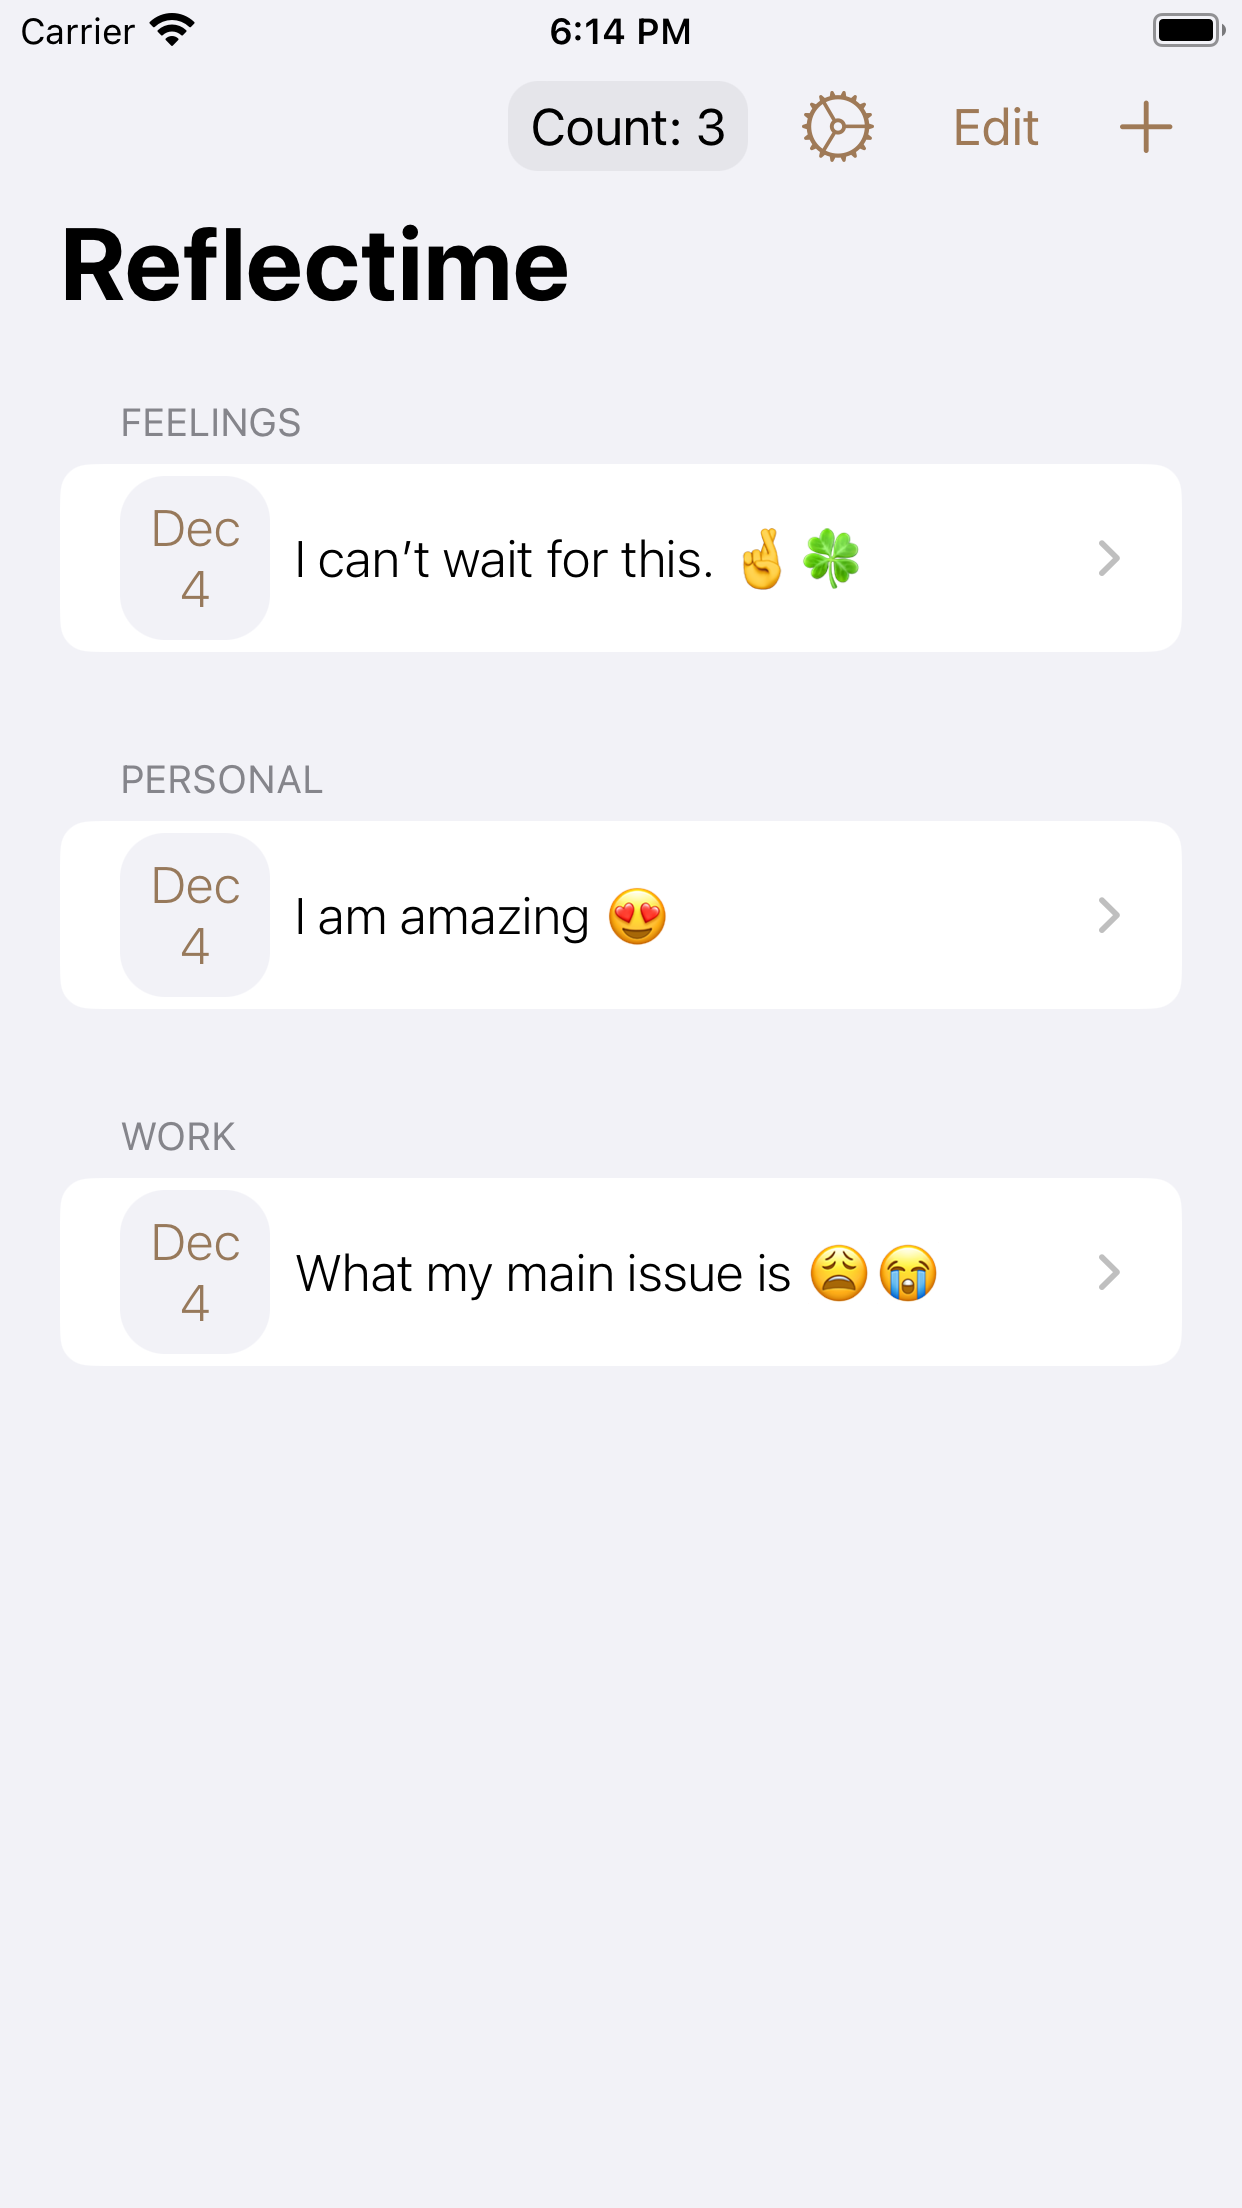 Carrier 6:14 PM
Count: 3 Edit
Reflectime
FEELINGS
Dec
4
I can’t wait for this. 🤞🍀
PERSONAL
Dec
4
I am amazing 😍
WORK
Dec
4
What my main issue is 😩😭